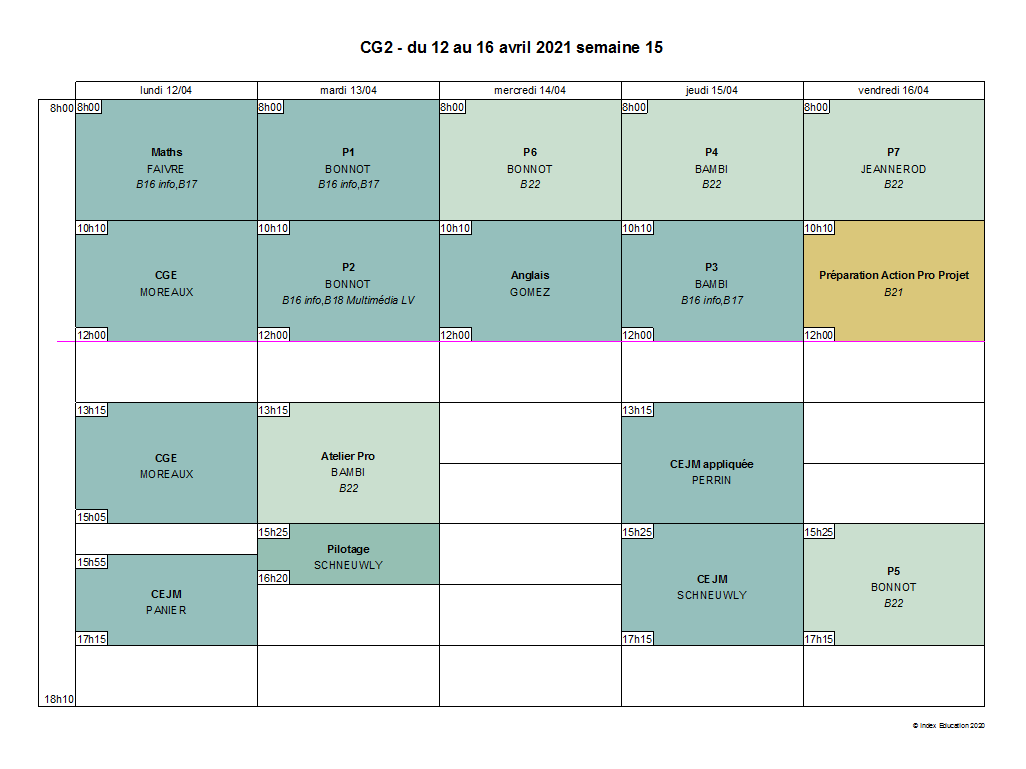 CG2 - du 12 au 16 avril 2021 semaine 15
lundi 12/04 mardi 13/04 mercredi 14/04 jeudi 15/04 vendredi 16/04
8h00 8h00 8h00 8h00 8h00 8h00
Maths P1 P6 P4 P7
FAIVRE BONNOT BONNOT BAMBI JEANNEROD
B16 info,B17 B16 info,B17 B22 B22 B22
10h10 10h10 10h10 10h10 10h10
CGE P2 Anglais P3 Préparation Action Pro Projet
MOREAUX BONNOT GOMEZ BAMBI B21
B16 info,B18 Multimédia LV B16 info,B17
12h00 12h00 12h00 12h00 12h00
13h15 13h15 13h15
CGE Atelier Pro CEJM appliquée
MOREAUX BAMBI PERRIN
B22
15h05
15h25 15h25 15h25
Pilotage
SCHNEUWLY
15h55
16h20
CEJM CEJM P5
PANIER SCHNEUWLY BONNOT
B22
17h15 17h15 17h15
18h10
© Index Education 2020